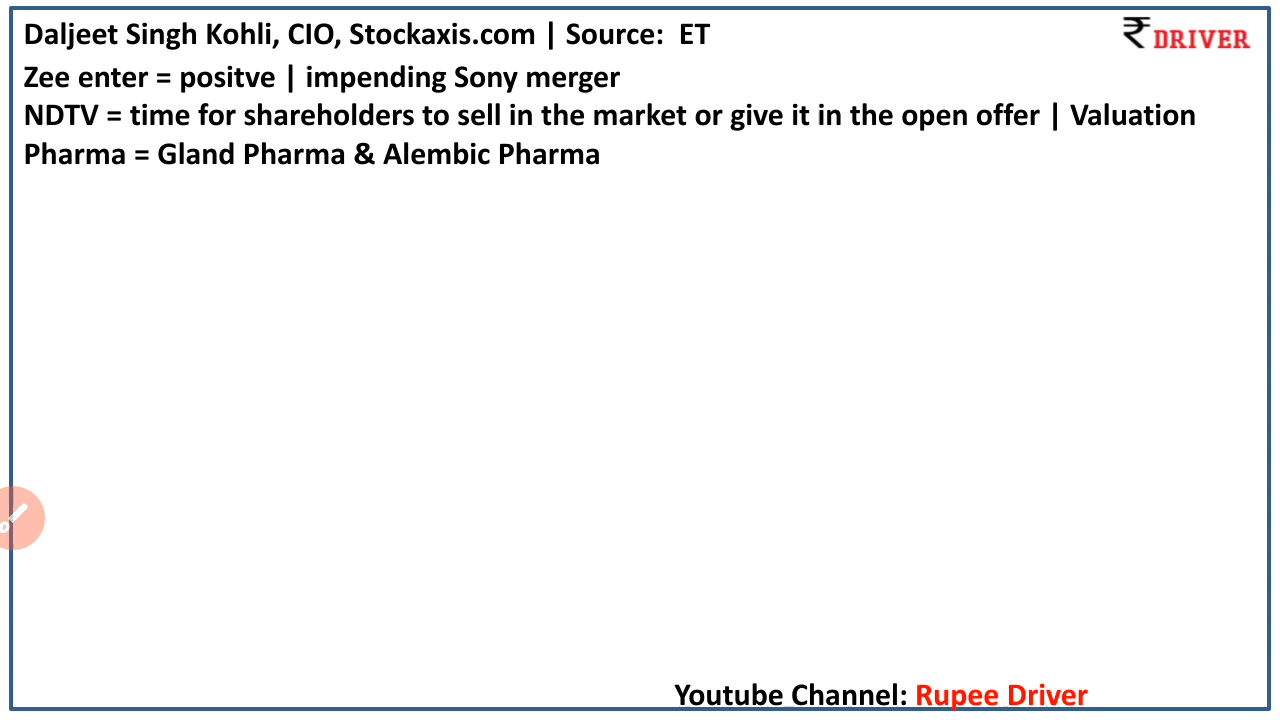 Daljeet Singh Kohli, CIO, Stockaxis.com | Source: ET
₹ DRIVER
Zee enter = positve | impending Sony merger
NDTV = time for shareholders to sell in the market or give it in the open offer | Valuation
Pharma = Gland Pharma & Alembic Pharma
Youtube Channel: Rupee Driver